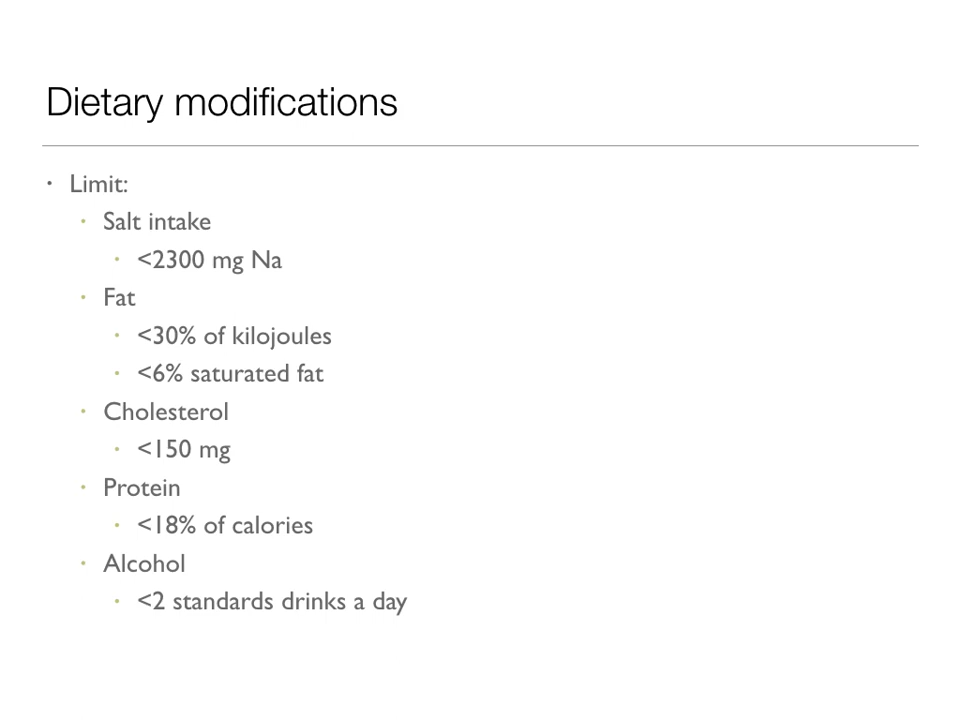 Dietary modifications
• Limit:
• Salt intake
• <2300 mg Na
• Fat
• <30% of kilojoules
• <6% saturated fat
• Cholesterol
• <150 mg
• Protein
• <18% of calories
• Alcohol
• <2 standards drinks a day